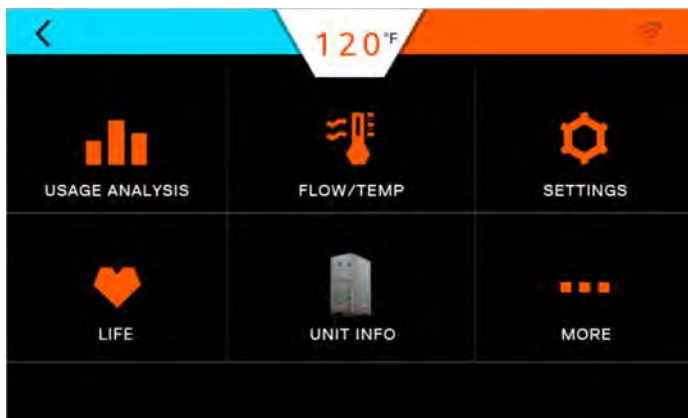 120°F
USAGE ANALYSIS FLOW/TEMP SETTINGS
LIFE UNIT INFO MORE